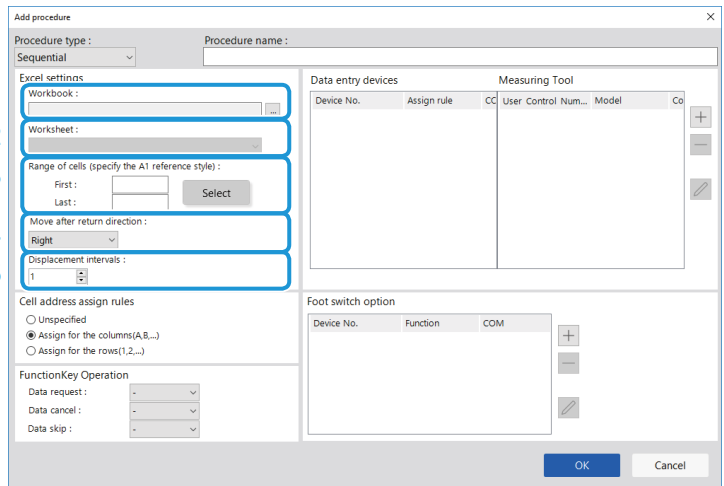 Add procedure
Procedure type :
Procedure name :
Sequential
Excel settings
Workbook :
...
Worksheet :
Range of cells (specify the A1 reference style) :
First :
Select
Last :
Move after return direction :
Right
Displacement intervals :
1
Cell address assign rules
Unspecified
Assign for the columns(A,B,...)
Assign for the rows(1,2,...)
FunctionKey Operation
Data request :
-
Data cancel :
-
Data skip :
-
Data entry devices
Measuring Tool
Device No. Assign rule CC User Control Num... Model Co
Foot switch option
Device No. Function COM
OK
Cancel